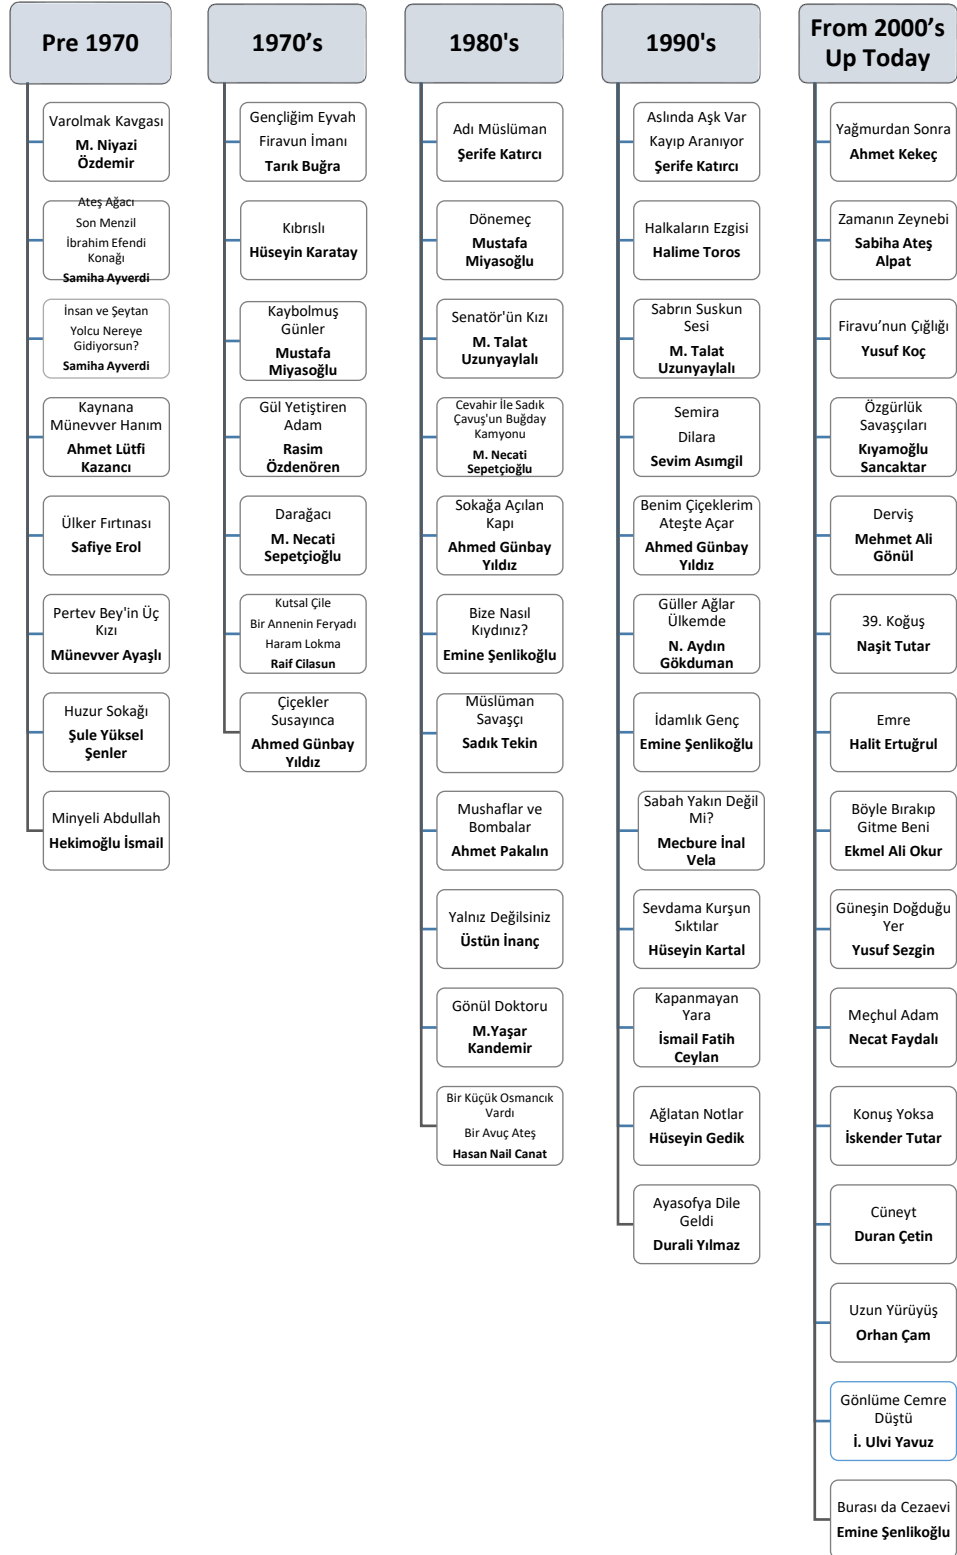 Pre 1970
Varolmak Kavgası
M. Niyazi
Özdemir
Ateş Ağacı
Son Menzil
İbrahim Efendi
Konağı
Samiha Ayverdi
İnsan ve Şeytan
Yolcu Nereye
Gidiyorsun?
Samiha Ayverdi
Kaynana
Münevver Hanım
Ahmet Lütfi
Kazancı
Ülker Fırtınası
Safiye Erol
Pertev Bey'in Üç
Kızı
Münevver Ayaşlı
Huzur Sokağı
Şule Yüksel
Şenler
Minyeli Abdullah
Hekimoğlu İsmail
1970’s
Gençliğim Eyvah
Firavun İmanı
Tarık Buğra
Kıbrıslı
Hüseyin Karatay
Kaybolmuş
Günler
Mustafa
Miyasoğlu
Gül Yetiştiren
Adam
Rasim
Özdenören
Darağacı
M. Necati
Sepetçioğlu
Kutsal Çile
Bir Annenin Feryadı
Haram Lokma
Raif Cilasun
Çiçekler
Susayınca
Ahmed Günbay
Yıldız
1980's
Adı Müslüman
Şerife Katırcı
Dönemeç
Mustafa
Miyasoğlu
Senatör'ün Kızı
M. Talat
Uzunyaylalı
Cevahir İle Sadık
Çavuş'un Buğday
Kamyonu
M. Necati
Sepetçioğlu
Sokağa Açılan
Kapı
Ahmed Günbay
Yıldız
Bize Nasıl
Kıydınız?
Emine Şenlikoğlu
Müslüman
Savaşçı
Sadık Tekin
Mushaflar ve
Bombalar
Ahmet Pakalın
Yalnız Değilsiniz
Üstün İnanç
Gönül Doktoru
M.Yaşar
Kandemir
Bir Küçük Osmancık
Vardı
Bir Avuç Ateş
Hasan Nail Canat
1990's
Aslında Aşk Var
Kayıp Aranıyor
Şerife Katırcı
Halkaların Ezgisi
Halime Toros
Sabrın Suskun
Sesi
M. Talat
Uzunyaylalı
Semira
Dilara
Sevim Asımgil
Benim Çiçeklerim
Ateşte Açar
Ahmed Günbay
Yıldız
Güller Ağlar
Ülkemde
N. Aydın
Gökduman
İdamlık Genç
Emine Şenlikoğlu
Sabah Yakın Değil
Mi?
Mecbure İnal
Vela
Sevdama Kurşun
Sıktılar
Hüseyin Kartal
Kapanmayan
Yara
İsmail Fatih
Ceylan
Ağlatan Notlar
Hüseyin Gedik
Ayasofya Dile
Geldi
Durali Yılmaz
From 2000’s
Up Today
Yağmurdan Sonra
Ahmet Kekeç
Zamanın Zeynebi
Sabiha Ateş
Alpat
Firavu’nun Çığlığı
Yusuf Koç
Özgürlük
Savaşçıları
Kıyamoğlu
Sancaktar
Derviş
Mehmet Ali
Gönül
39. Koğuş
Naşit Tutar
Emre
Halit Ertuğrul
Böyle Bırakıp
Gitme Beni
Ekmel Ali Okur
Güneşin Doğduğu
Yer
Yusuf Sezgin
Meçhul Adam
Necat Faydalı
Konuş Yoksa
İskender Tutar
Cüneyt
Duran Çetin
Uzun Yürüyüş
Orhan Çam
Gönlüme Cemre
Düştü
İ. Ulvi Yavuz
Burası da Cezaevi
Emine Şenlikoğlu